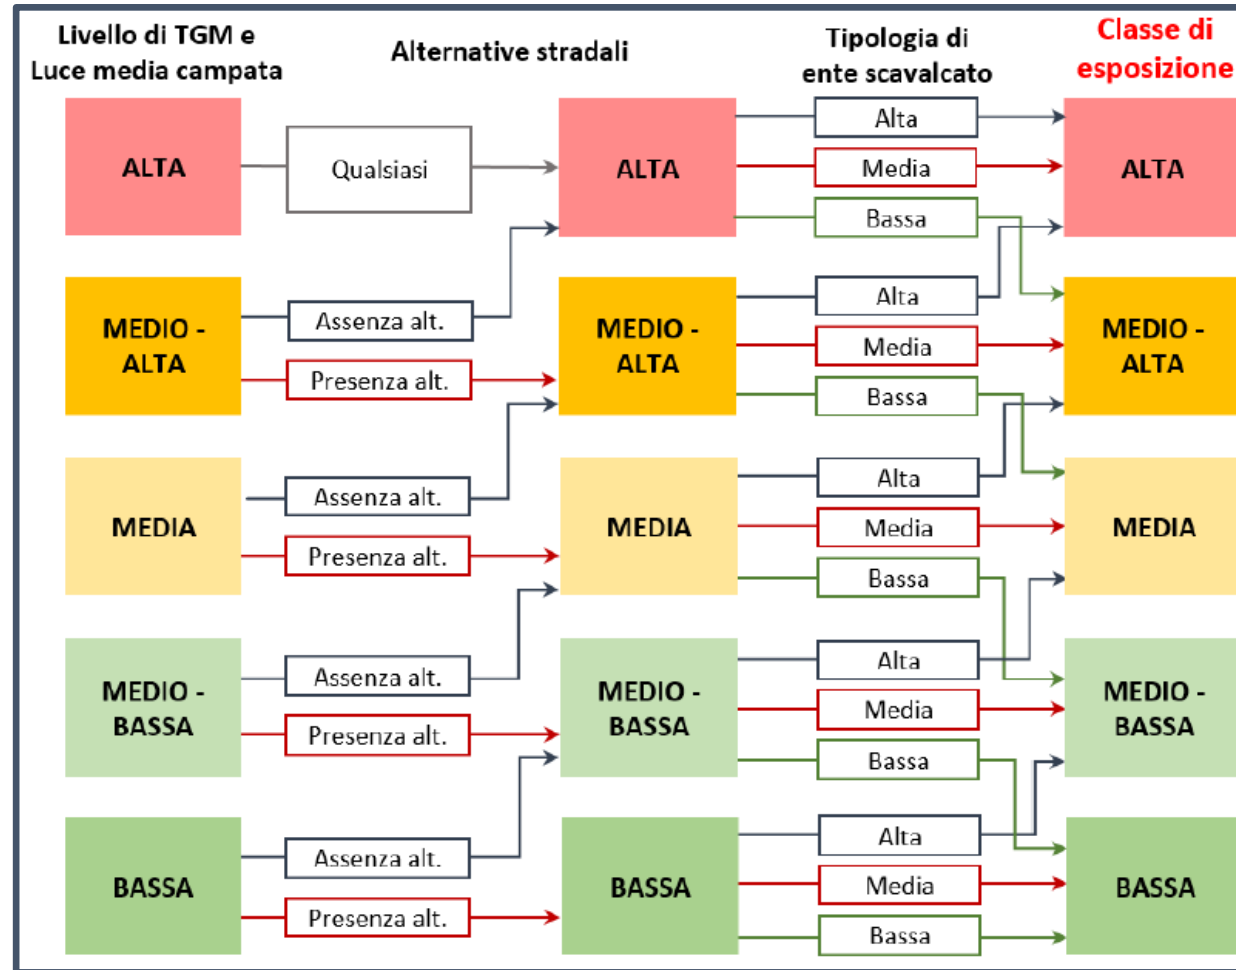 Livello di TGM e
Luce media campata
Alternative stradali
Tipologia di
ente scavalcato
Classe di
esposizione
ALTA
Qualsiasi
ALTA
Alta
Media
Bassa
ALTA
MEDIO -
ALTA
Assenza alt.
Presenza alt.
MEDIO -
ALTA
Alta
Media
Bassa
MEDIO -
ALTA
MEDIA
Assenza alt.
Presenza alt.
MEDIA
Alta
Media
Bassa
MEDIA
MEDIO -
BASSA
Assenza alt.
Presenza alt.
MEDIO -
BASSA
Alta
Media
Bassa
MEDIO -
BASSA
BASSA
Assenza alt.
Presenza alt.
BASSA
Alta
Media
Bassa
BASSA